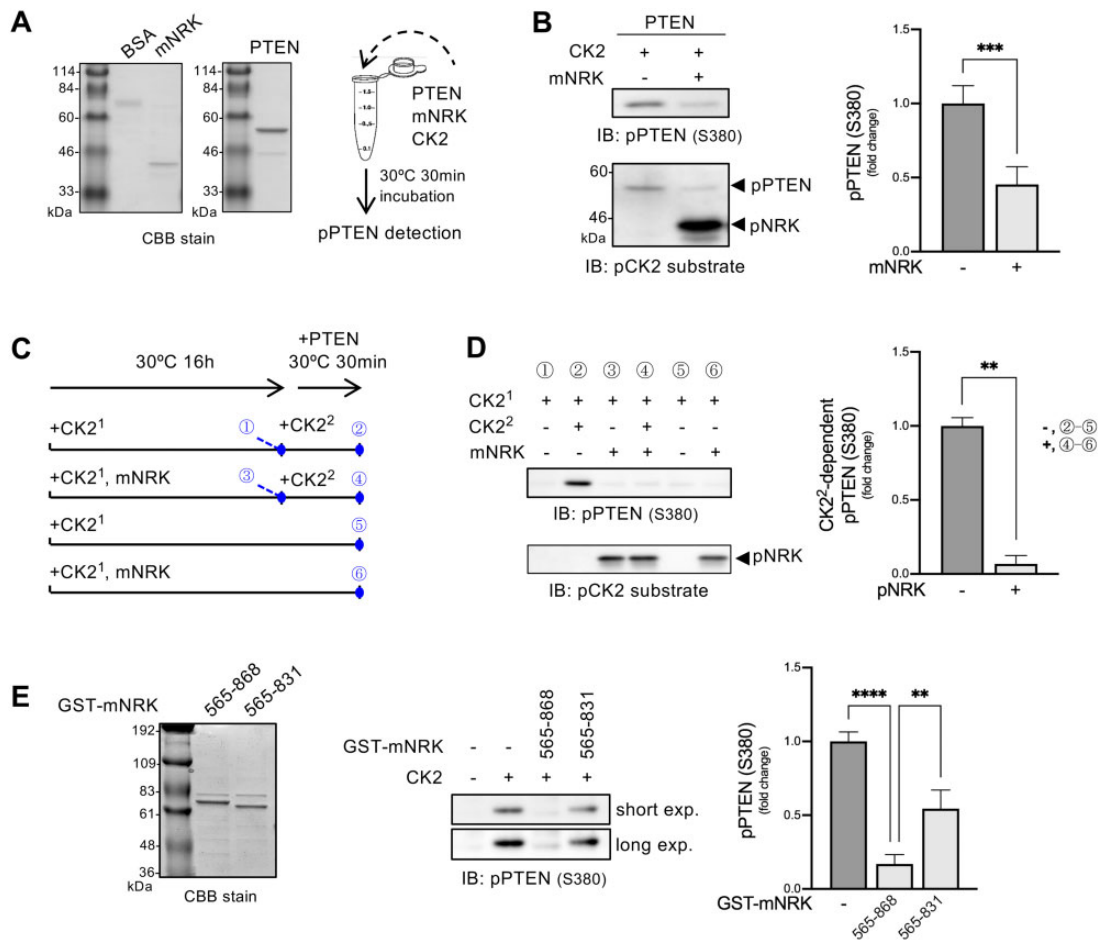 A
BSA
mNRK
PTEN
114
84
60
46
33
kDa
114
84
60
46
33
CBB stain
1.5
1.0
0.5
0.1
PTEN
mNRK
CK2
30ºC 30min
incubation
pPTEN detection
B
PTEN
CK2 + +
mNRK - +
IB: pPTEN (S380)
60
46
kDa
pPTEN
pNRK
IB: pCK2 substrate
pPTEN (S380)
(fold change)
1.5
1.0
0.5
0.0
***
mNRK - +
C
+PTEN
30ºC 16h 30ºC 30min
+CK2¹ ① +CK2² ②
+CK2¹, mNRK ③ +CK2² ④
+CK2¹ ⑤
+CK2¹, mNRK ⑥
D
① ② ③ ④ ⑤ ⑥
CK2¹ + + + + + +
CK2² - + - + - -
mNRK - - + + - +
IB: pPTEN (S380)
pNRK
IB: pCK2 substrate
CK2²-dependent
pPTEN (S380)
(fold change)
1.5
1.0
0.5
0.0
**
-, ②-⑤
+, ④-⑥
pNRK - +
E
GST-mNRK 565-868 565-831
192
109
83
61
48
36
kDa
CBB stain
GST-mNRK - - 565-868 565-831
CK2 - + + +
short exp.
long exp.
IB: pPTEN (S380)
pPTEN (S380)
(fold change)
1.5
1.0
0.5
0.0
**** **
GST-mNRK - 565-868 565-831